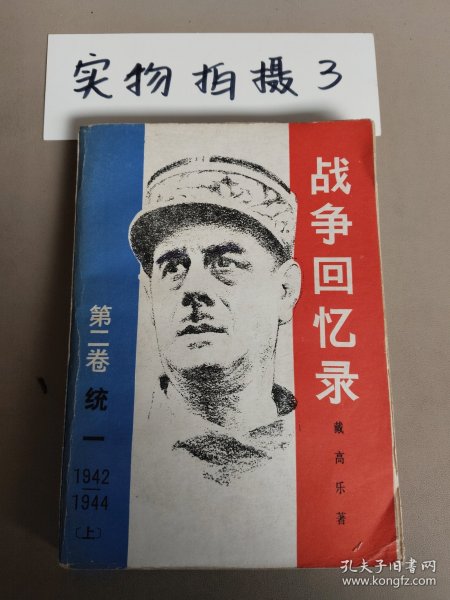 实物拍摄3
战争回忆录
戴高乐著
第二卷 统一
1942
1944
〔上〕
孔夫子旧书网
www.kongfz.com